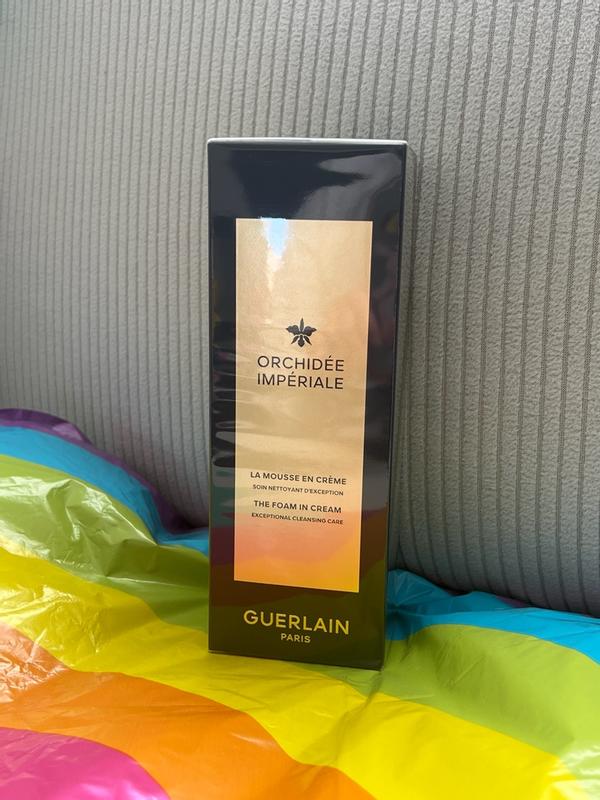 ORCHIDÉE
IMPÉRIALE
LA MOUSSE EN CRÈME
SOIN NETTOYANT D'EXCEPTION
THE FOAM IN CREAM
EXCEPTIONAL CLEANSING CARE
GUERLAIN
PARIS